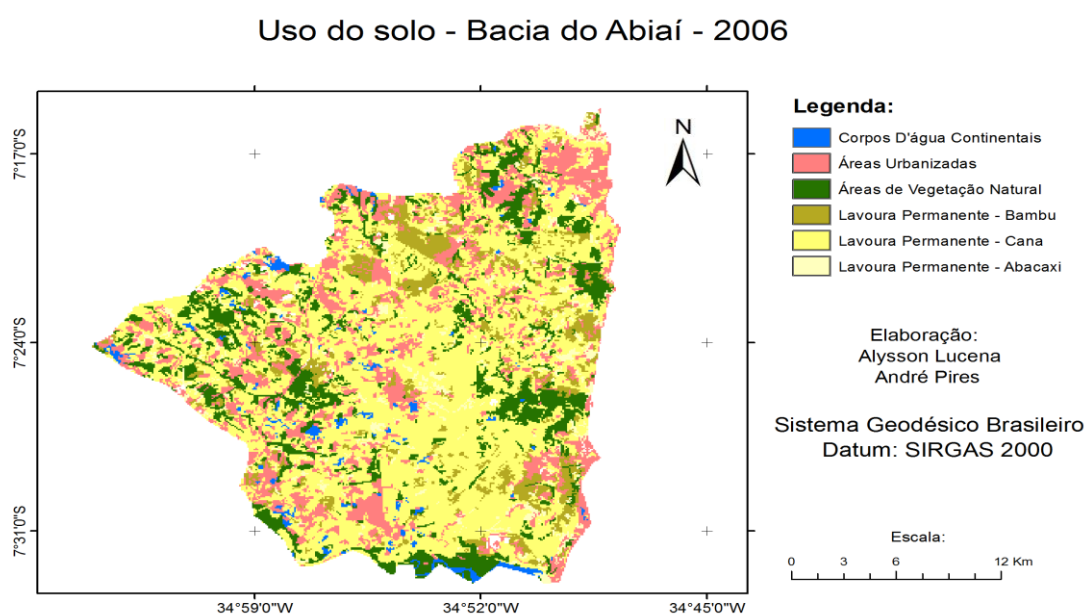 Uso do solo - Bacia do Abiaí - 2006
7°17'0"S
7°24'0"S
7°31'0"S
34°59'0"W
34°52'0"W
34°45'0"W
N
Legenda:
Corpos D'água Continentais
Áreas Urbanizadas
Áreas de Vegetação Natural
Lavoura Permanente - Bambu
Lavoura Permanente - Cana
Lavoura Permanente - Abacaxi
Elaboração:
Alysson Lucena
André Pires
Sistema Geodésico Brasileiro
Datum: SIRGAS 2000
Escala:
0 3 6 12 Km